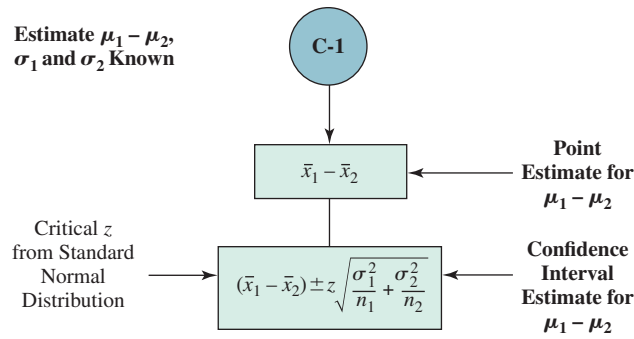 Estimate μ₁ − μ₂,
σ₁ and σ₂ Known
C-1
x̄₁ − x̄₂
Point
Estimate for
μ₁ − μ₂
Critical z
from Standard
Normal
Distribution
(x̄₁ − x̄₂) ± z √(σ₁²/n₁ + σ₂²/n₂)
Confidence
Interval
Estimate for
μ₁ − μ₂